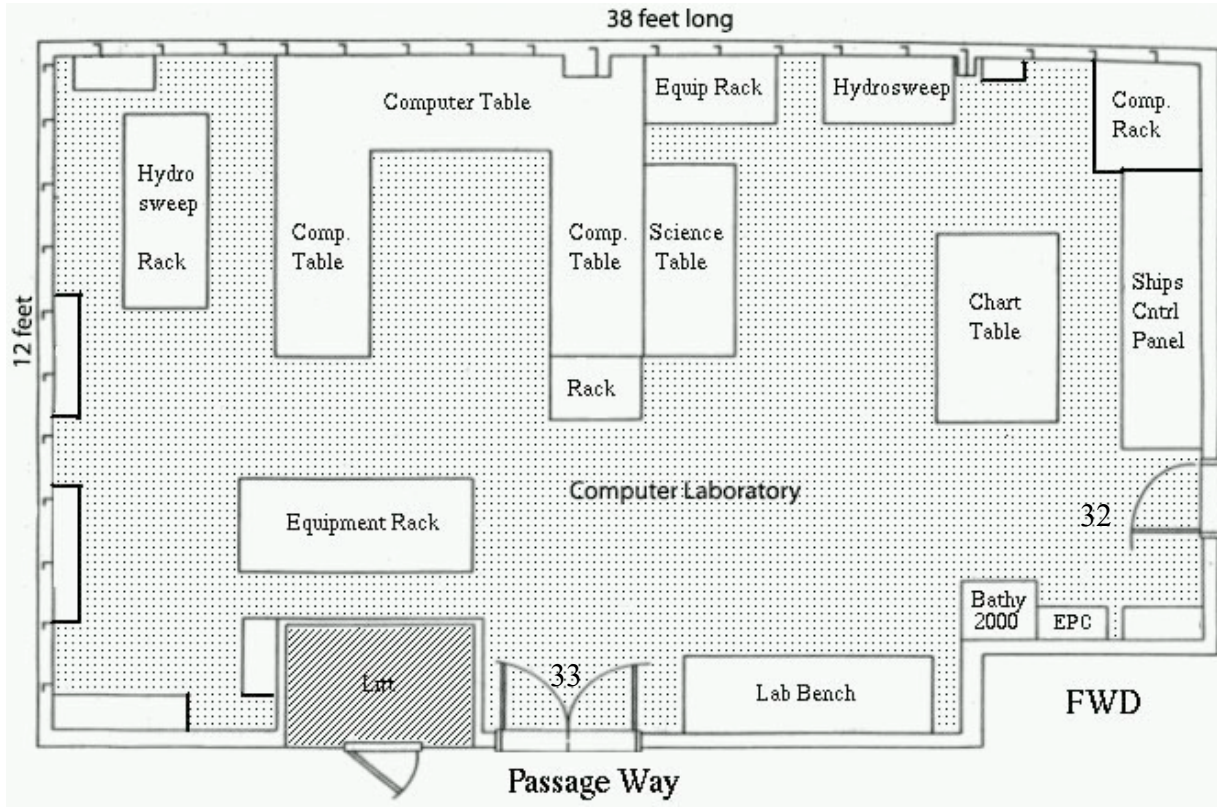 38 feet long
Computer Table
Equip Rack
Hydrosweep
Comp.
Rack
Hydro
sweep
Rack
Comp.
Table
Comp.
Table
Science
Table
Chart
Table
Ships
Cntrl
Panel
12 feet
Rack
Computer Laboratory
Equipment Rack
32
Bathy
2000
EPC
33
Lab Bench
FWD
Passage Way